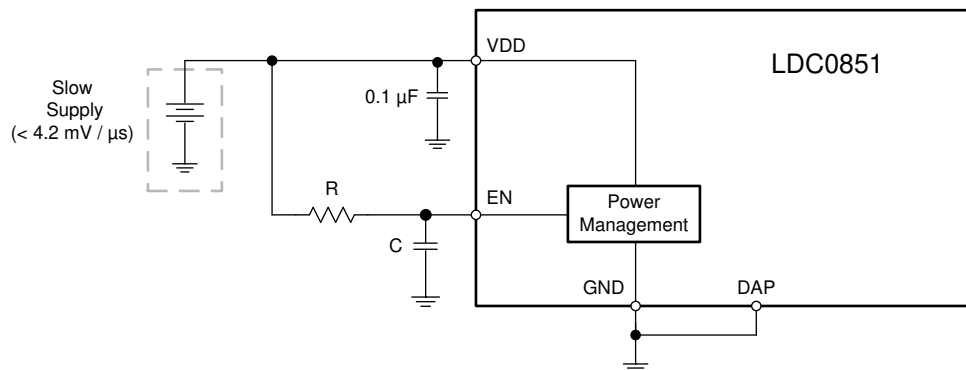 VDD
LDC0851
Slow
Supply
(< 4.2 mV / µs)
0.1 µF
R
EN
Power
Management
C
GND
DAP